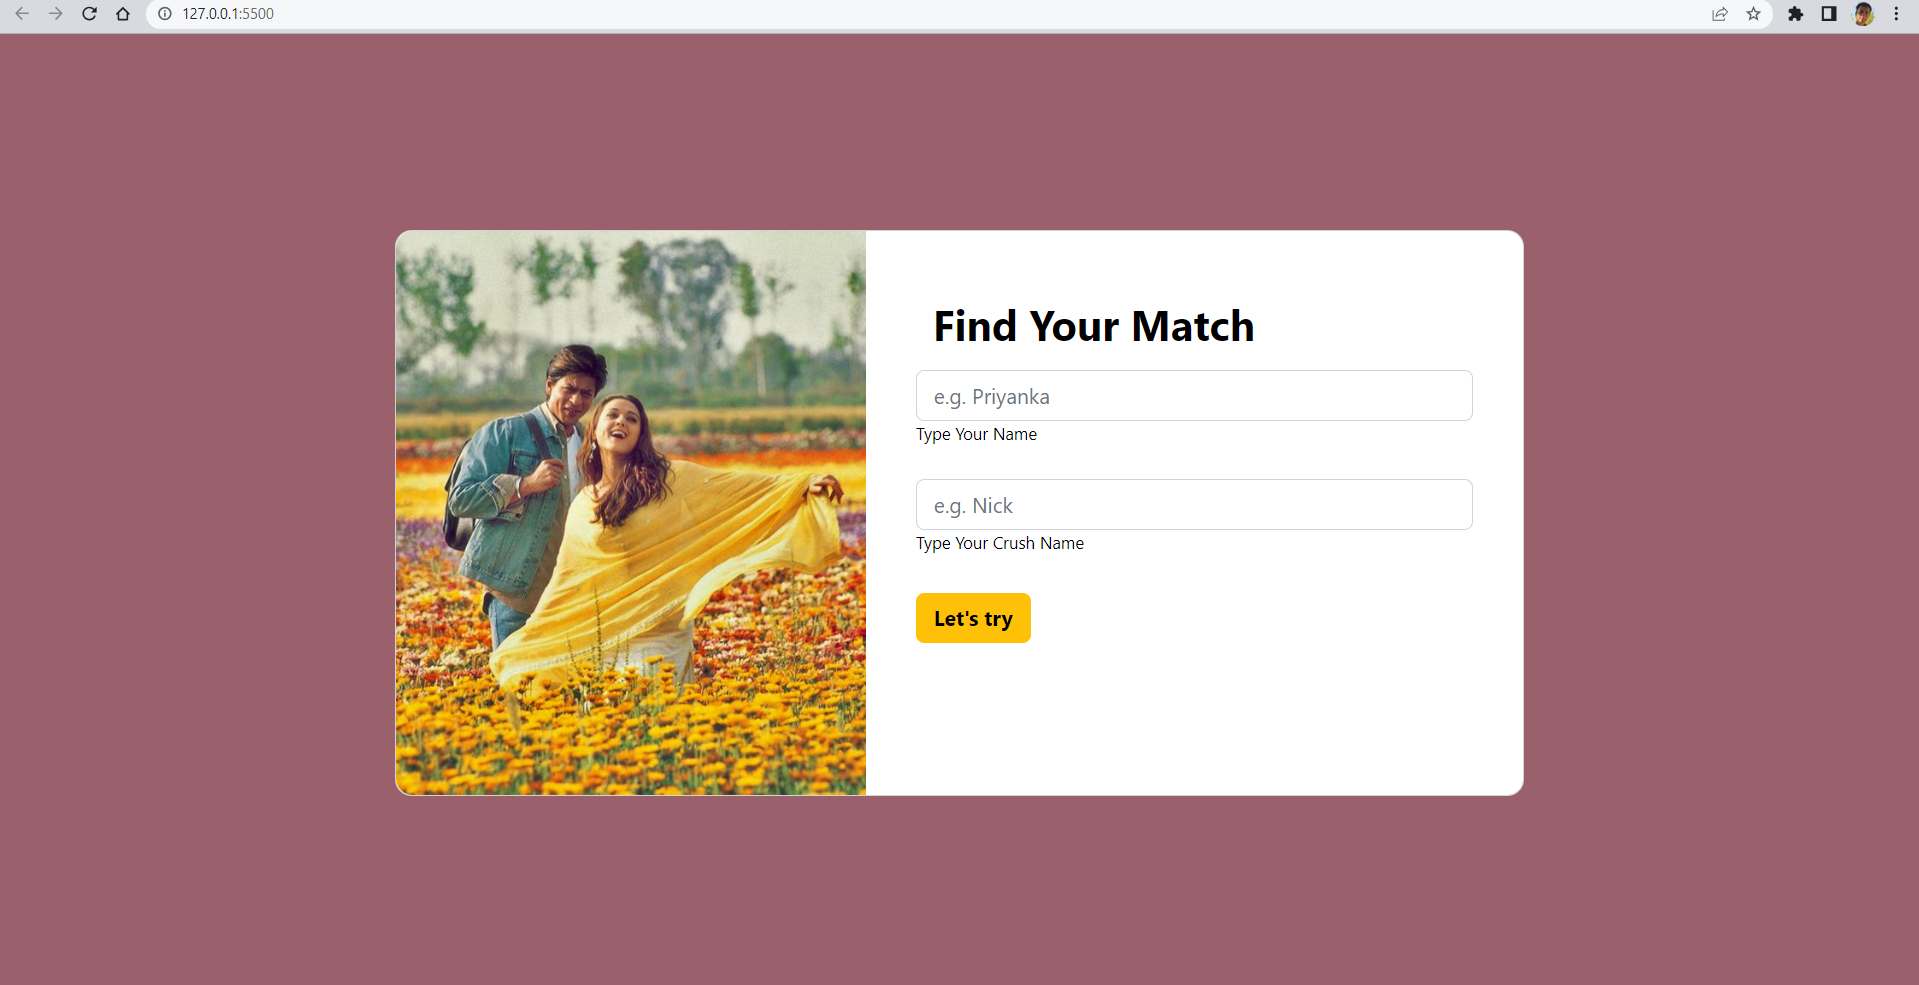 127.0.0.1:5500
Find Your Match
e.g. Priyanka
Type Your Name
e.g. Nick
Type Your Crush Name
Let's try